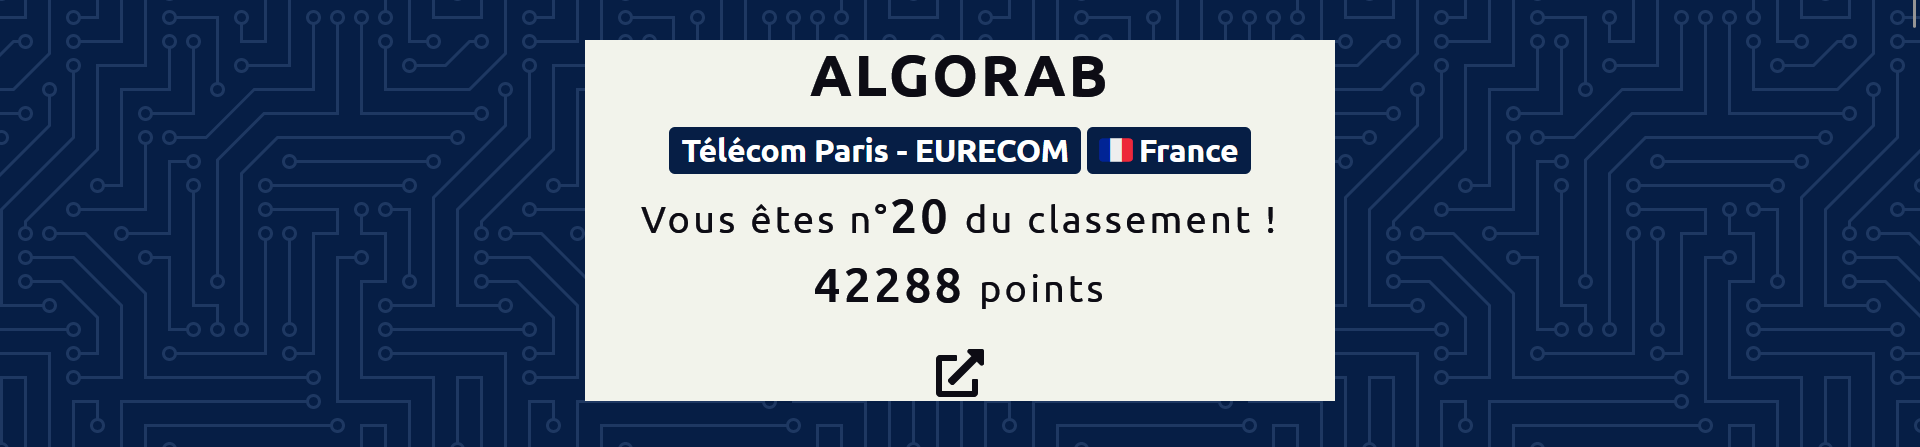 ALGORAB
Télécom Paris - EURECOM France
Vous êtes n°20 du classement !
42288 points